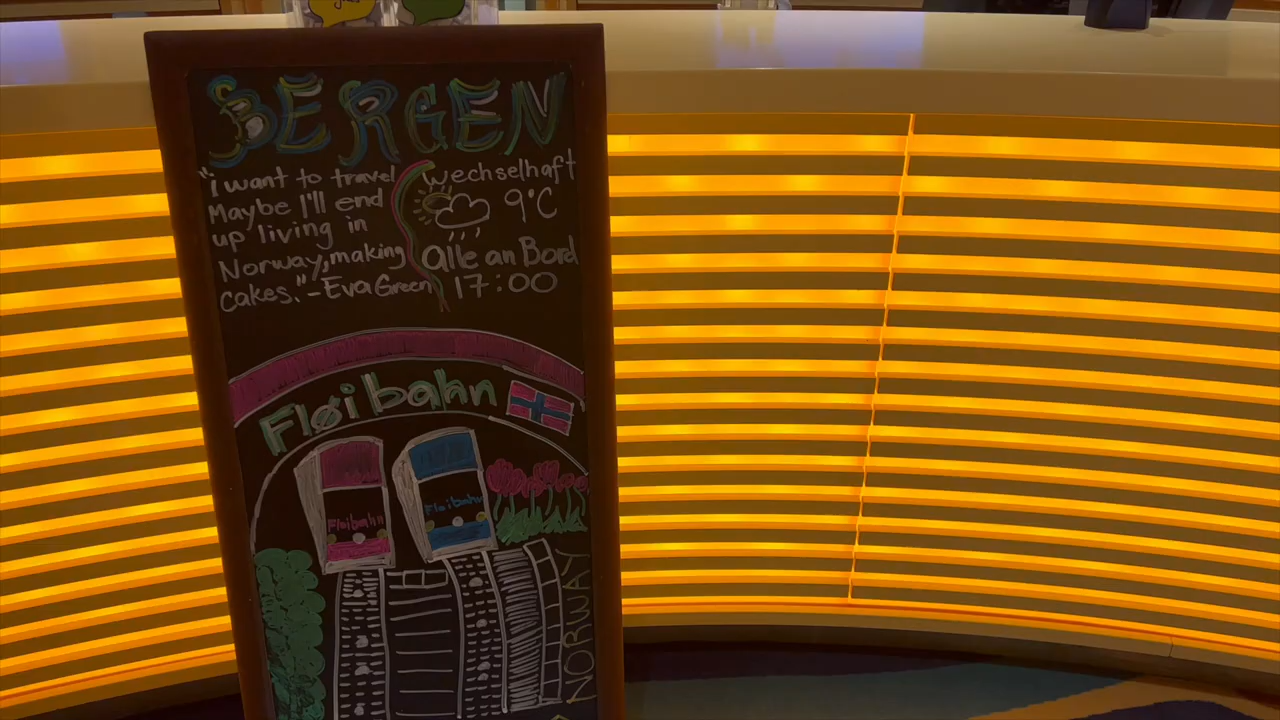 BERGEN
"i want to travel
Maybe I'll end
up living in
Norway, making
cakes." - Eva Green
Wechselhaft
9°C
Alle an Bord
17:00
Fløibahn
Fløibahn
Fløibahn
NORWAY